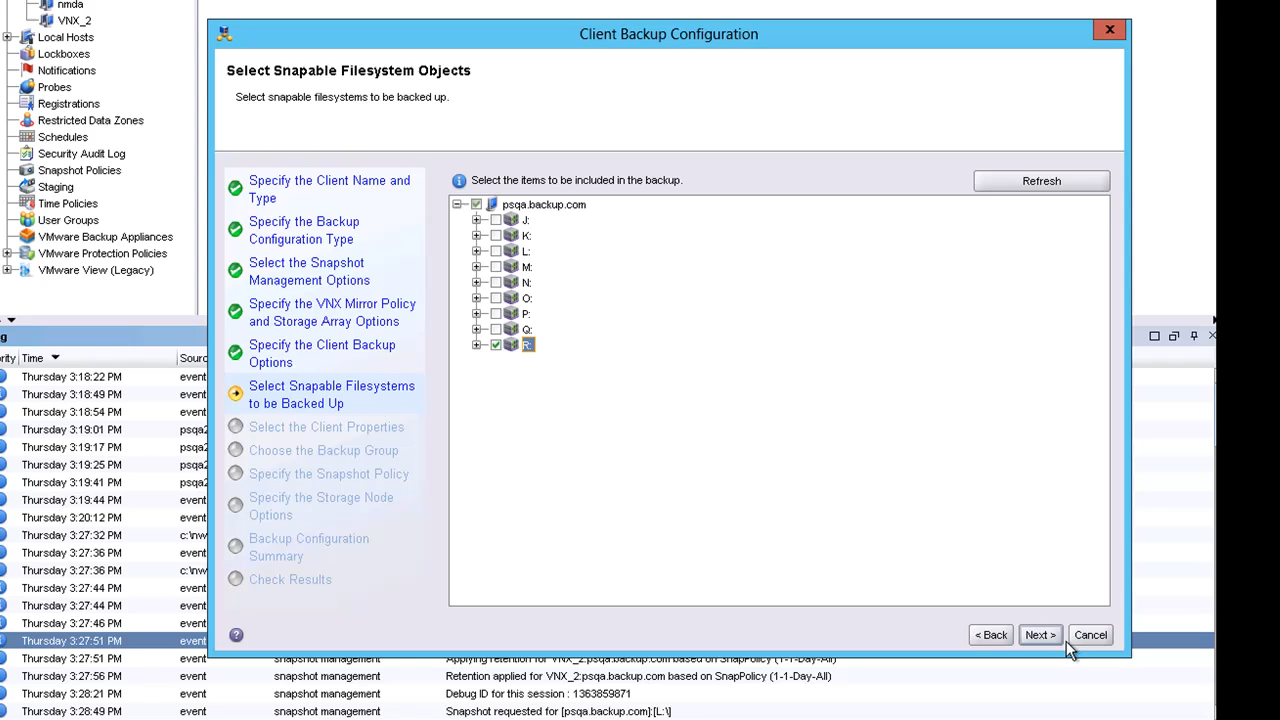 nmda
VNX_2
Local Hosts
Lockboxes
Notifications
Probes
Registrations
Restricted Data Zones
Schedules
Security Audit Log
Snapshot Policies
Staging
Time Policies
User Groups
VMware Backup Appliances
VMware Protection Policies
VMware View (Legacy)
Client Backup Configuration
Select Snapable Filesystem Objects
Select snapable filesystems to be backed up.
Specify the Client Name and
Type
Specify the Backup
Configuration Type
Select the Snapshot
Management Options
Specify the VNX Mirror Policy
and Storage Array Options
Specify the Client Backup
Options
Select Snapable Filesystems
to be Backed Up
Select the Client Properties
Choose the Backup Group
Specify the Snapshot Policy
Specify the Storage Node
Options
Backup Configuration
Summary
Check Results
Select the items to be included in the backup.
Refresh
psqa.backup.com
J:
K:
L:
M:
N:
O:
P:
Q:
R:
< Back Next > Cancel
g
rity Time Sourc
Thursday 3:18:22 PM event
Thursday 3:18:49 PM event
Thursday 3:18:54 PM event
Thursday 3:19:01 PM psqa2
Thursday 3:19:17 PM psqa2
Thursday 3:19:25 PM psqa2
Thursday 3:19:41 PM psqa2
Thursday 3:19:44 PM event
Thursday 3:20:12 PM event
Thursday 3:27:32 PM c:\nw
Thursday 3:27:36 PM event
Thursday 3:27:36 PM c:\nw
Thursday 3:27:44 PM event
Thursday 3:27:44 PM event
Thursday 3:27:46 PM event
Thursday 3:27:51 PM event
Thursday 3:27:51 PM event snapshot management Applying retention for VNX_2:psqa.backup.com based on SnapPolicy (1-1-Day-All)
Thursday 3:27:56 PM event snapshot management Retention applied for VNX_2:psqa.backup.com based on SnapPolicy (1-1-Day-All)
Thursday 3:28:21 PM event snapshot management Debug ID for this session : 1363859871
Thursday 3:28:49 PM event snapshot management Snapshot requested for [psqa.backup.com]:[L:\]